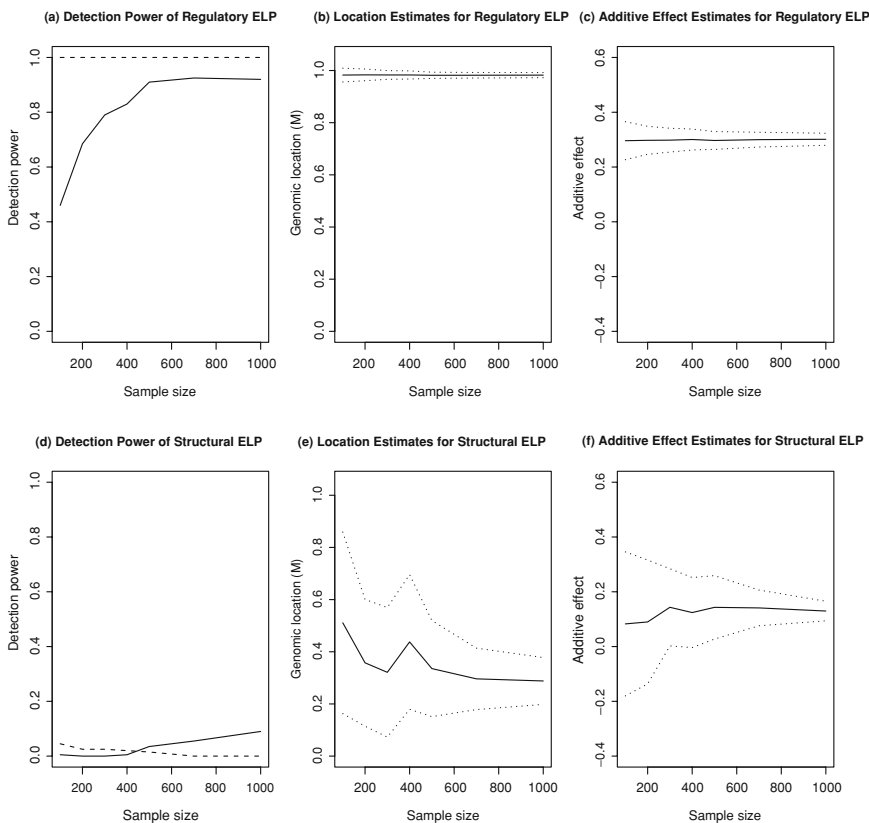 (a) Detection Power of Regulatory ELP
(b) Location Estimates for Regulatory ELP
(c) Additive Effect Estimates for Regulatory ELP
Detection power
0.0 0.2 0.4 0.6 0.8 1.0
200 400 600 800 1000
Sample size
Genomic location (M)
0.0 0.2 0.4 0.6 0.8 1.0
200 400 600 800 1000
Sample size
Additive effect
−0.4 −0.2 0.0 0.2 0.4 0.6
200 400 600 800 1000
Sample size
(d) Detection Power of Structural ELP
(e) Location Estimates for Structural ELP
(f) Additive Effect Estimates for Structural ELP
Detection power
0.0 0.2 0.4 0.6 0.8 1.0
200 400 600 800 1000
Sample size
Genomic location (M)
0.0 0.2 0.4 0.6 0.8 1.0
200 400 600 800 1000
Sample size
Additive effect
−0.4 −0.2 0.0 0.2 0.4 0.6
200 400 600 800 1000
Sample size